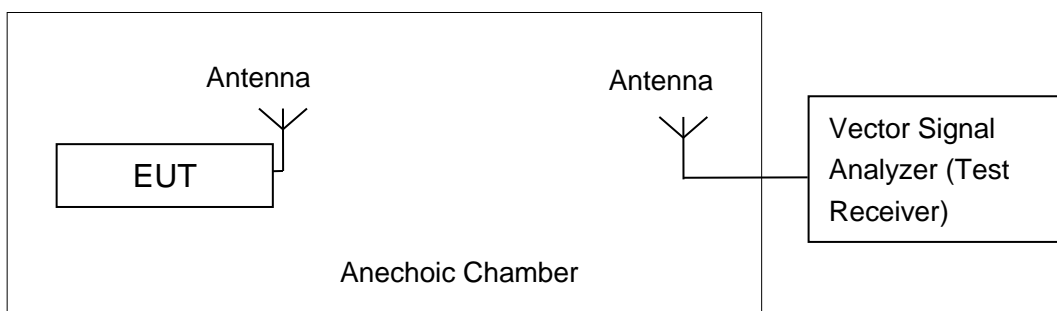 Antenna
Antenna
EUT
Vector Signal
Analyzer (Test
Receiver)
Anechoic Chamber